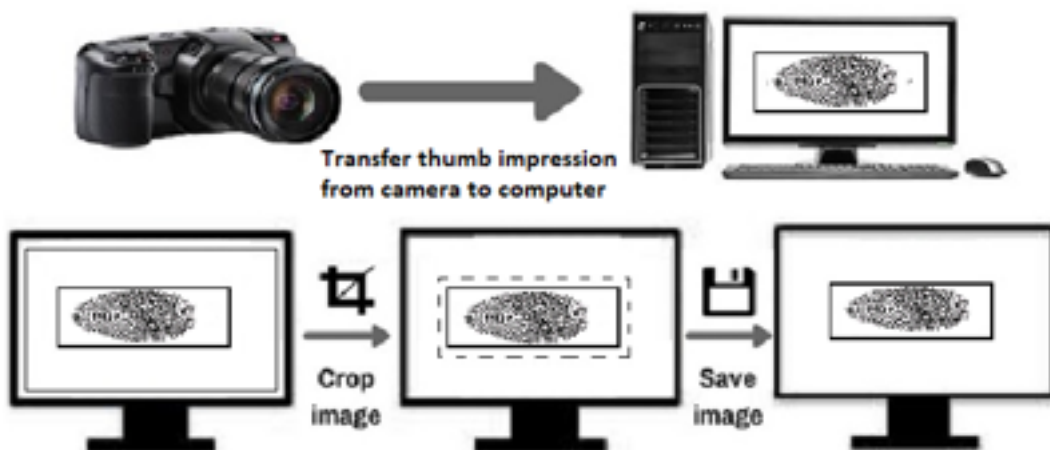 Transfer thumb impression
from camera to computer
Crop
image
Save
image